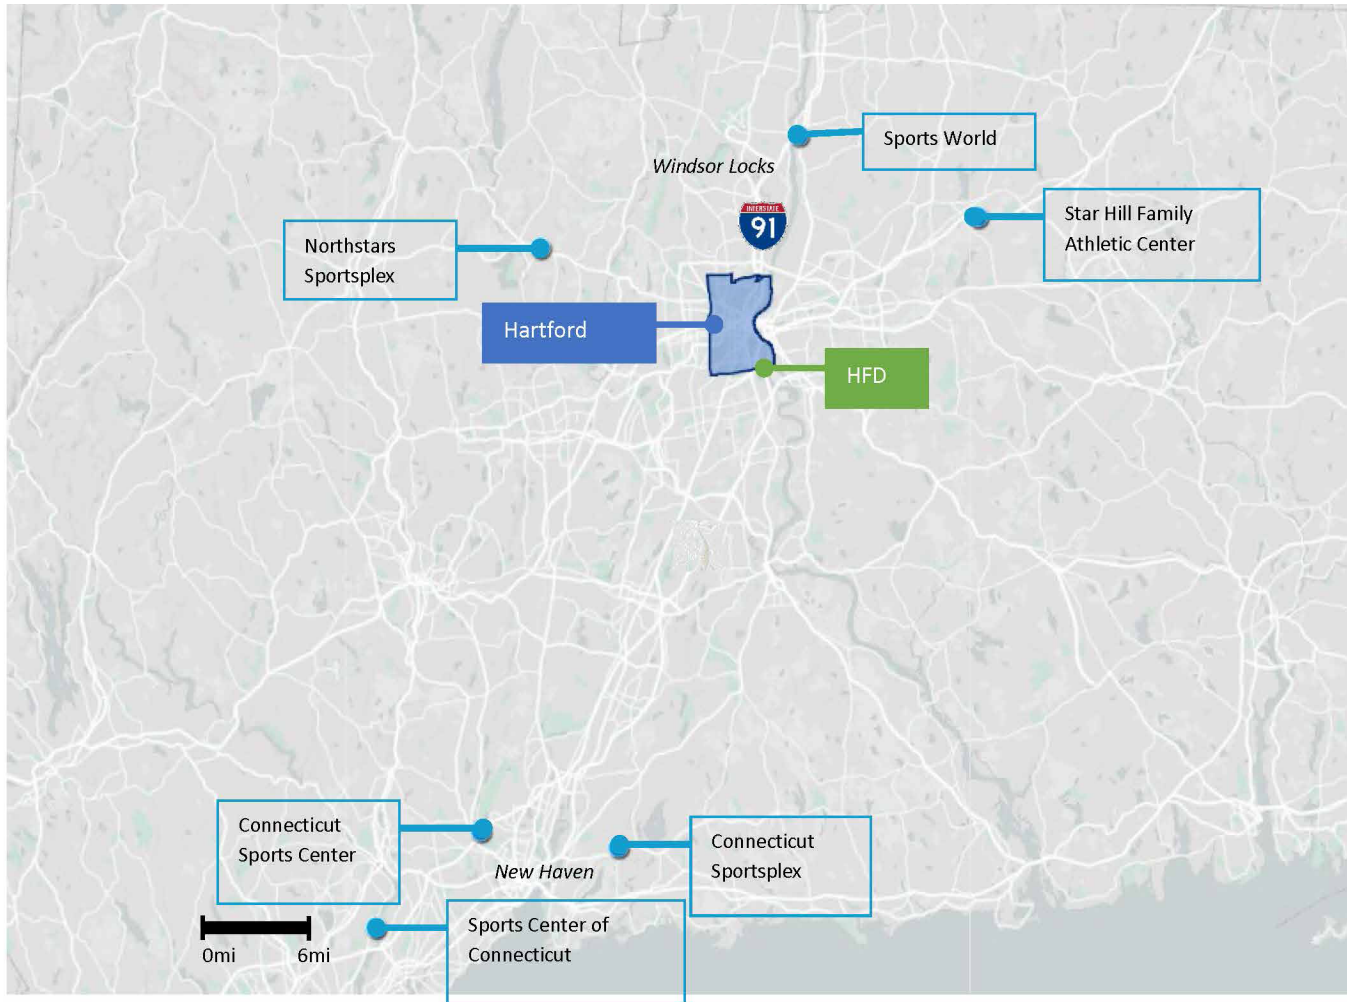 Sports World
Windsor Locks
INTERSTATE
91
Star Hill Family
Athletic Center
Northstars
Sportsplex
Hartford
HFD
Connecticut
Sports Center
Connecticut
Sportsplex
New Haven
Sports Center of
Connecticut
0mi 6mi